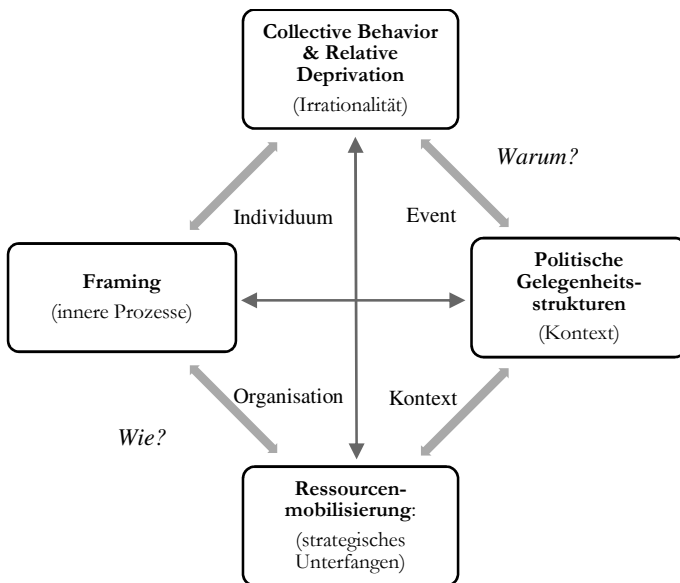 Collective Behavior
& Relative
Deprivation
(Irrationalität)
Warum?
Individuum
Event
Framing
(innere Prozesse)
Politische
Gelegenheits-
strukturen
(Kontext)
Organisation
Kontext
Wie?
Ressourcen-
mobilisierung:
(strategisches
Unterfangen)